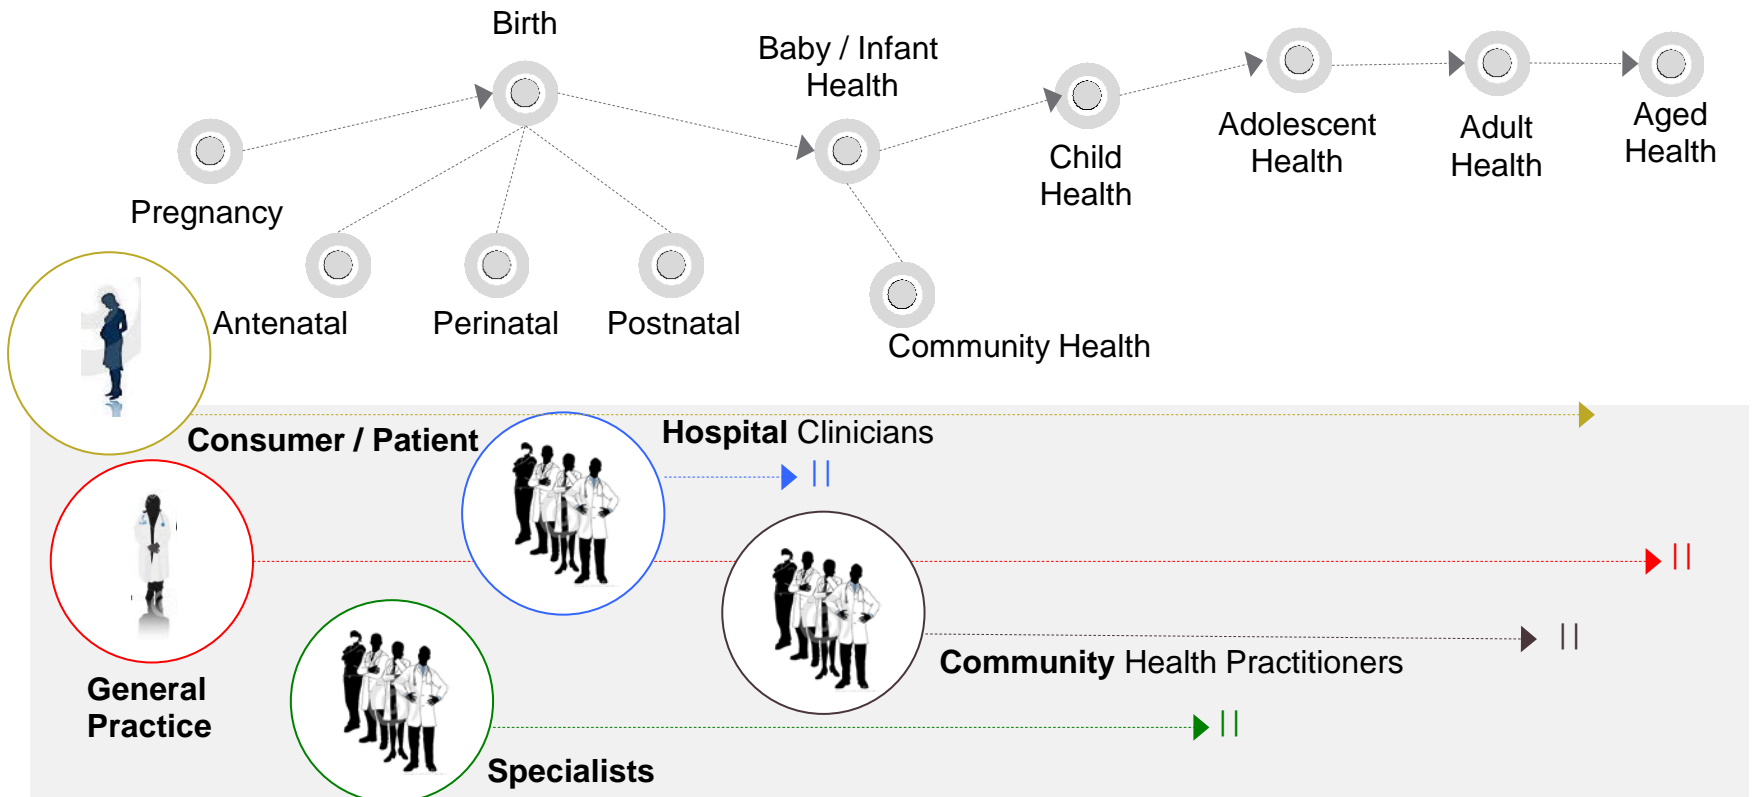 Birth
Baby / Infant
Health
Pregnancy
Child
Health
Adolescent
Health
Adult
Health
Aged
Health
Antenatal
Perinatal
Postnatal
Community Health
Consumer / Patient
Hospital Clinicians
General
Practice
Community Health Practitioners
Specialists